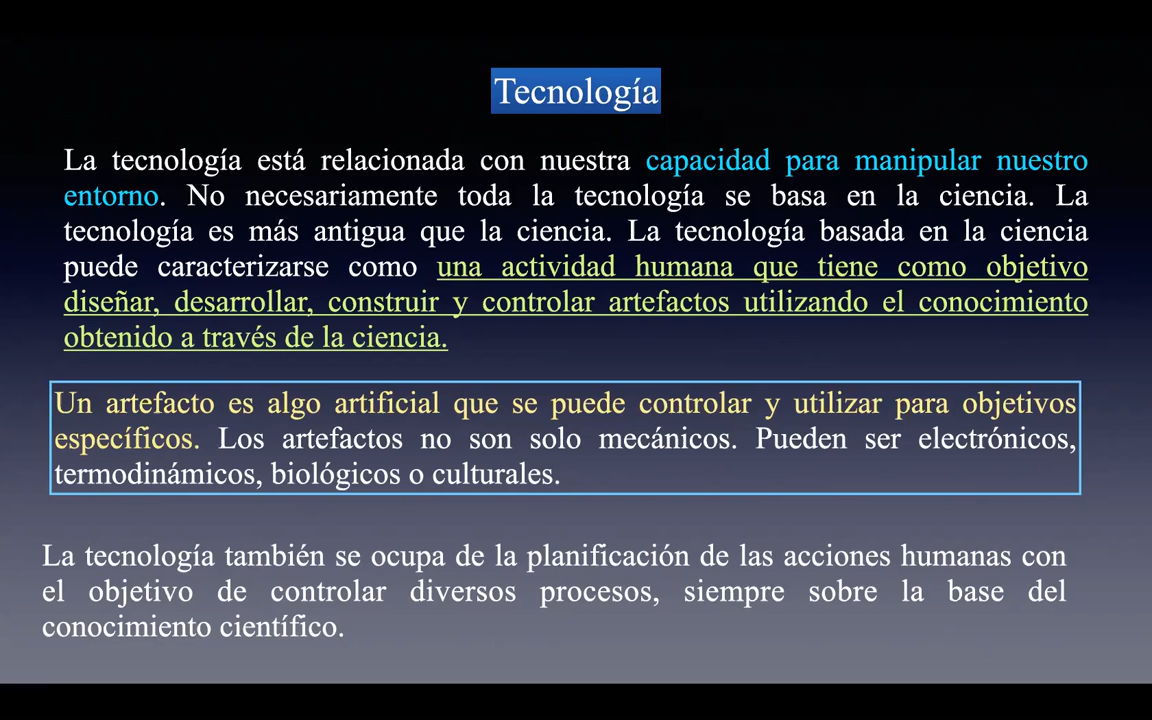 Tecnología
La tecnología está relacionada con nuestra capacidad para manipular nuestro
entorno. No necesariamente toda la tecnología se basa en la ciencia. La
tecnología es más antigua que la ciencia. La tecnología basada en la ciencia
puede caracterizarse como una actividad humana que tiene como objetivo
diseñar, desarrollar, construir y controlar artefactos utilizando el conocimiento
obtenido a través de la ciencia.
Un artefacto es algo artificial que se puede controlar y utilizar para objetivos
específicos. Los artefactos no son solo mecánicos. Pueden ser electrónicos,
termodinámicos, biológicos o culturales.
La tecnología también se ocupa de la planificación de las acciones humanas con
el objetivo de controlar diversos procesos, siempre sobre la base del
conocimiento científico.